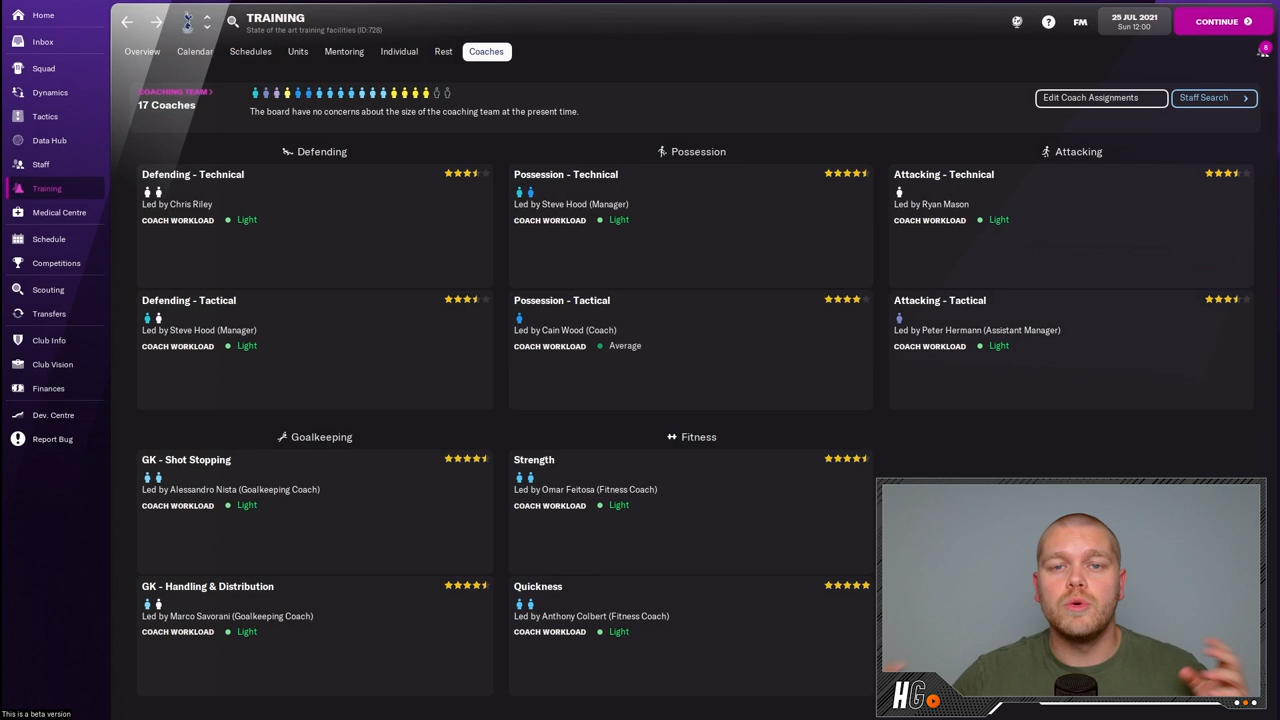 Home
Inbox
Squad
Dynamics
Tactics
Data Hub
Staff
Training
Medical Centre
Schedule
Competitions
Scouting
Transfers
Club Info
Club Vision
Finances
Dev. Centre
Report Bug
This is a beta version
TRAINING
State of the art training facilities (ID:728)
FM
25 JUL 2021
Sun 12:00
CONTINUE
8
Overview
Calendar
Schedules
Units
Mentoring
Individual
Rest
Coaches
COACHING TEAM >
17 Coaches
The board have no concerns about the size of the coaching team at the present time.
Edit Coach Assignments
Staff Search
Defending
Defending - Technical
Led by Chris Riley
COACH WORKLOAD Light
Defending - Tactical
Led by Steve Hood (Manager)
COACH WORKLOAD Light
Possession
Possession - Technical
Led by Steve Hood (Manager)
COACH WORKLOAD Light
Possession - Tactical
Led by Cain Wood (Coach)
COACH WORKLOAD Average
Attacking
Attacking - Technical
Led by Ryan Mason
COACH WORKLOAD Light
Attacking - Tactical
Led by Peter Hermann (Assistant Manager)
COACH WORKLOAD Light
Goalkeeping
GK - Shot Stopping
Led by Alessandro Nista (Goalkeeping Coach)
COACH WORKLOAD Light
GK - Handling & Distribution
Led by Marco Savorani (Goalkeeping Coach)
COACH WORKLOAD Light
Fitness
Strength
Led by Omar Feitosa (Fitness Coach)
COACH WORKLOAD Light
Quickness
Led by Anthony Colbert (Fitness Coach)
COACH WORKLOAD Light
HG